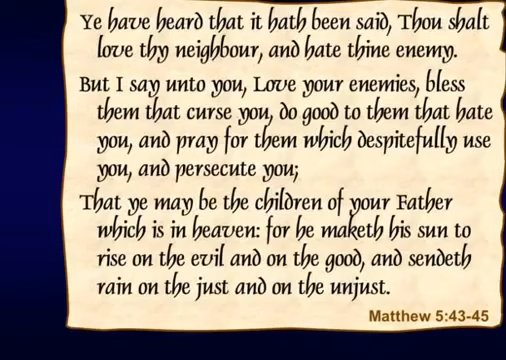 Ye have heard that it hath been said, Thou shalt
love thy neighbour, and hate thine enemy.
But I say unto you, Love your enemies, bless
them that curse you, do good to them that hate
you, and pray for them which despitefully use
you, and persecute you;
That ye may be the children of your Father
which is in heaven: for he maketh his sun to
rise on the evil and on the good, and sendeth
rain on the just and on the unjust.
Matthew 5:43-45